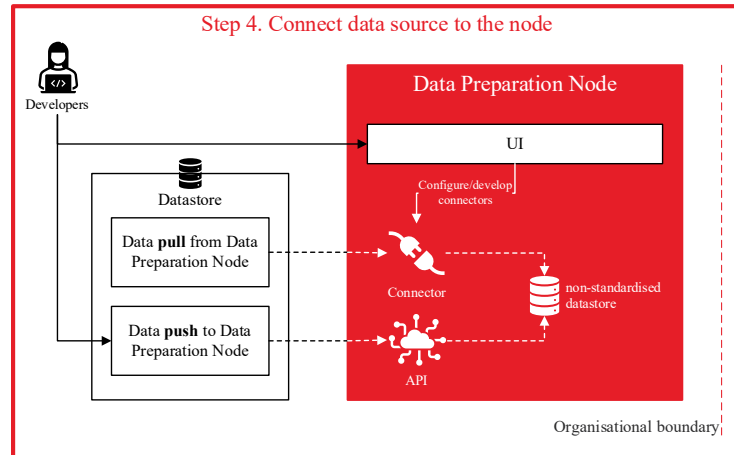 Step 4. Connect data source to the node
Developers
Data Preparation Node
UI
Datastore
Configure/develop
connectors
Data pull from Data
Preparation Node
Connector
non-standardised
datastore
Data push to Data
Preparation Node
API
Organisational boundary